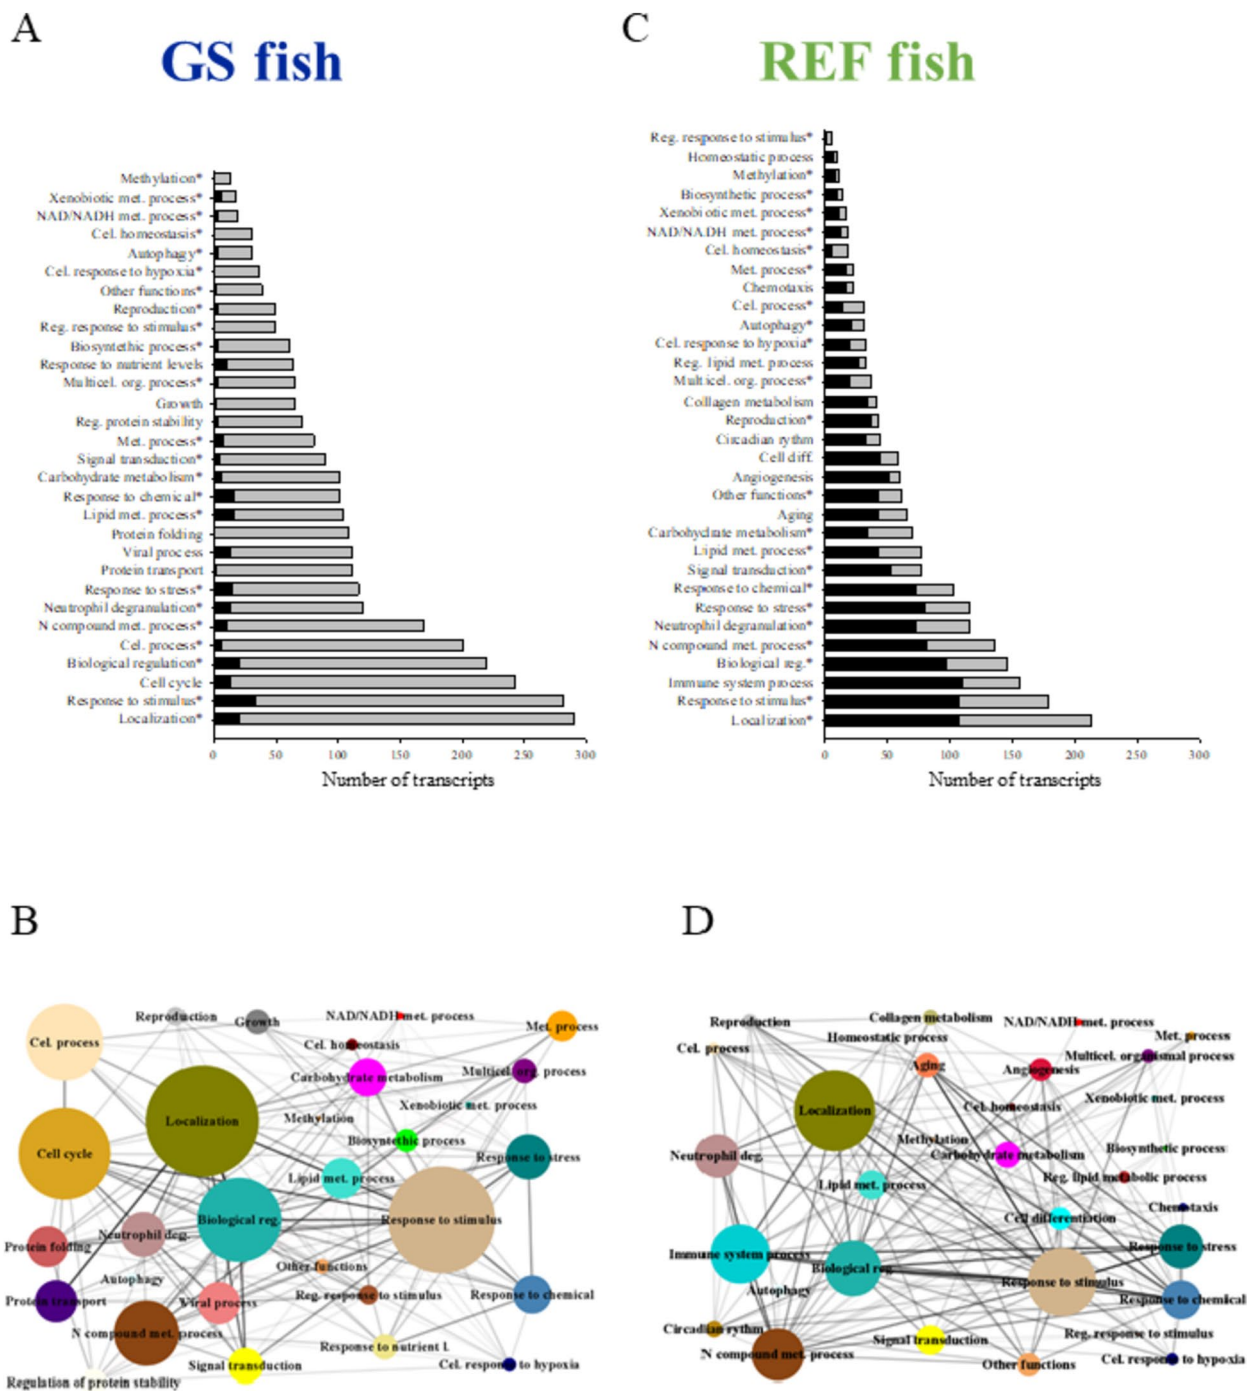 A
GS fish
Methylation*
Xenobiotic met. process*
NAD/NADH met. process*
Cel. homeostasis*
Autophagy*
Cel. response to hypoxia*
Other functions*
Reproduction*
Reg. response to stimulus*
Biosyntethic process*
Response to nutrient levels
Multicel. org. process*
Growth
Reg. protein stability
Met. process*
Signal transduction*
Carbohydrate metabolism*
Response to chemical*
Lipid met. process*
Protein folding
Viral process
Protein transport
Response to stress*
Neutrophil degranulation*
N compound met. process*
Cel. process*
Biological regulation*
Cell cycle
Response to stimulus*
Localization*
0 50 100 150 200 250 300
Number of transcripts
C
REF fish
Reg. response to stimulus*
Homeostatic process
Methylation*
Biosynthetic process*
Xenobiotic met. process*
NAD/NADH met. process*
Cel. homeostasis*
Met. process*
Chemotaxis
Cel. process*
Autophagy*
Cel. response to hypoxia*
Reg. lipid met. process
Multicel. org. process*
Collagen metabolism
Reproduction*
Circadian rythm
Cell diff.
Angiogenesis
Other functions*
Aging
Carbohydrate metabolism*
Lipid met. process*
Signal transduction*
Response to chemical*
Response to stress*
Neutrophil degranulation*
N compound met. process*
Biological reg.*
Immune system process
Response to stimulus*
Localization*
0 50 100 150 200 250 300
Number of transcripts
B
Reproduction
Growth
NAD/NADH met. process
Met. process
Cel. process
Cel. homeostasis
Carbohydrate metabolism
Multicel. org. process
Xenobiotic met. process
Localization
Methylation
Biosyntethic process
Cell cycle
Response to stress
Lipid met. process
Biological reg.
Response to stimulus
Neutrophil deg.
Protein folding
Other functions
Autophagy
Reg. response to stimulus
Response to chemical
Protein transport
Viral process
N compound met. process
Response to nutrient l.
Signal transduction
Cel. response to hypoxia
Regulation of protein stability
D
Reproduction
Collagen metabolism
NAD/NADH met. process
Homeostatic process
Met. process
Cel. process
Multicel. organismal process
Aging
Angiogenesis
Xenobiotic met. process
Localization
Cel. homeostasis
Methylation
Biosynthetic process
Neutrophil deg.
Carbohydrate metabolism
Reg. lipid metabolic process
Lipid met. process
Chemotaxis
Cell differentiation
Response to stress
Immune system process
Biological reg.
Response to stimulus
Autophagy
Response to chemical
Circadian rythm
Signal transduction
Reg. response to stimulus
N compound met. process
Other functions
Cel. response to hypoxia